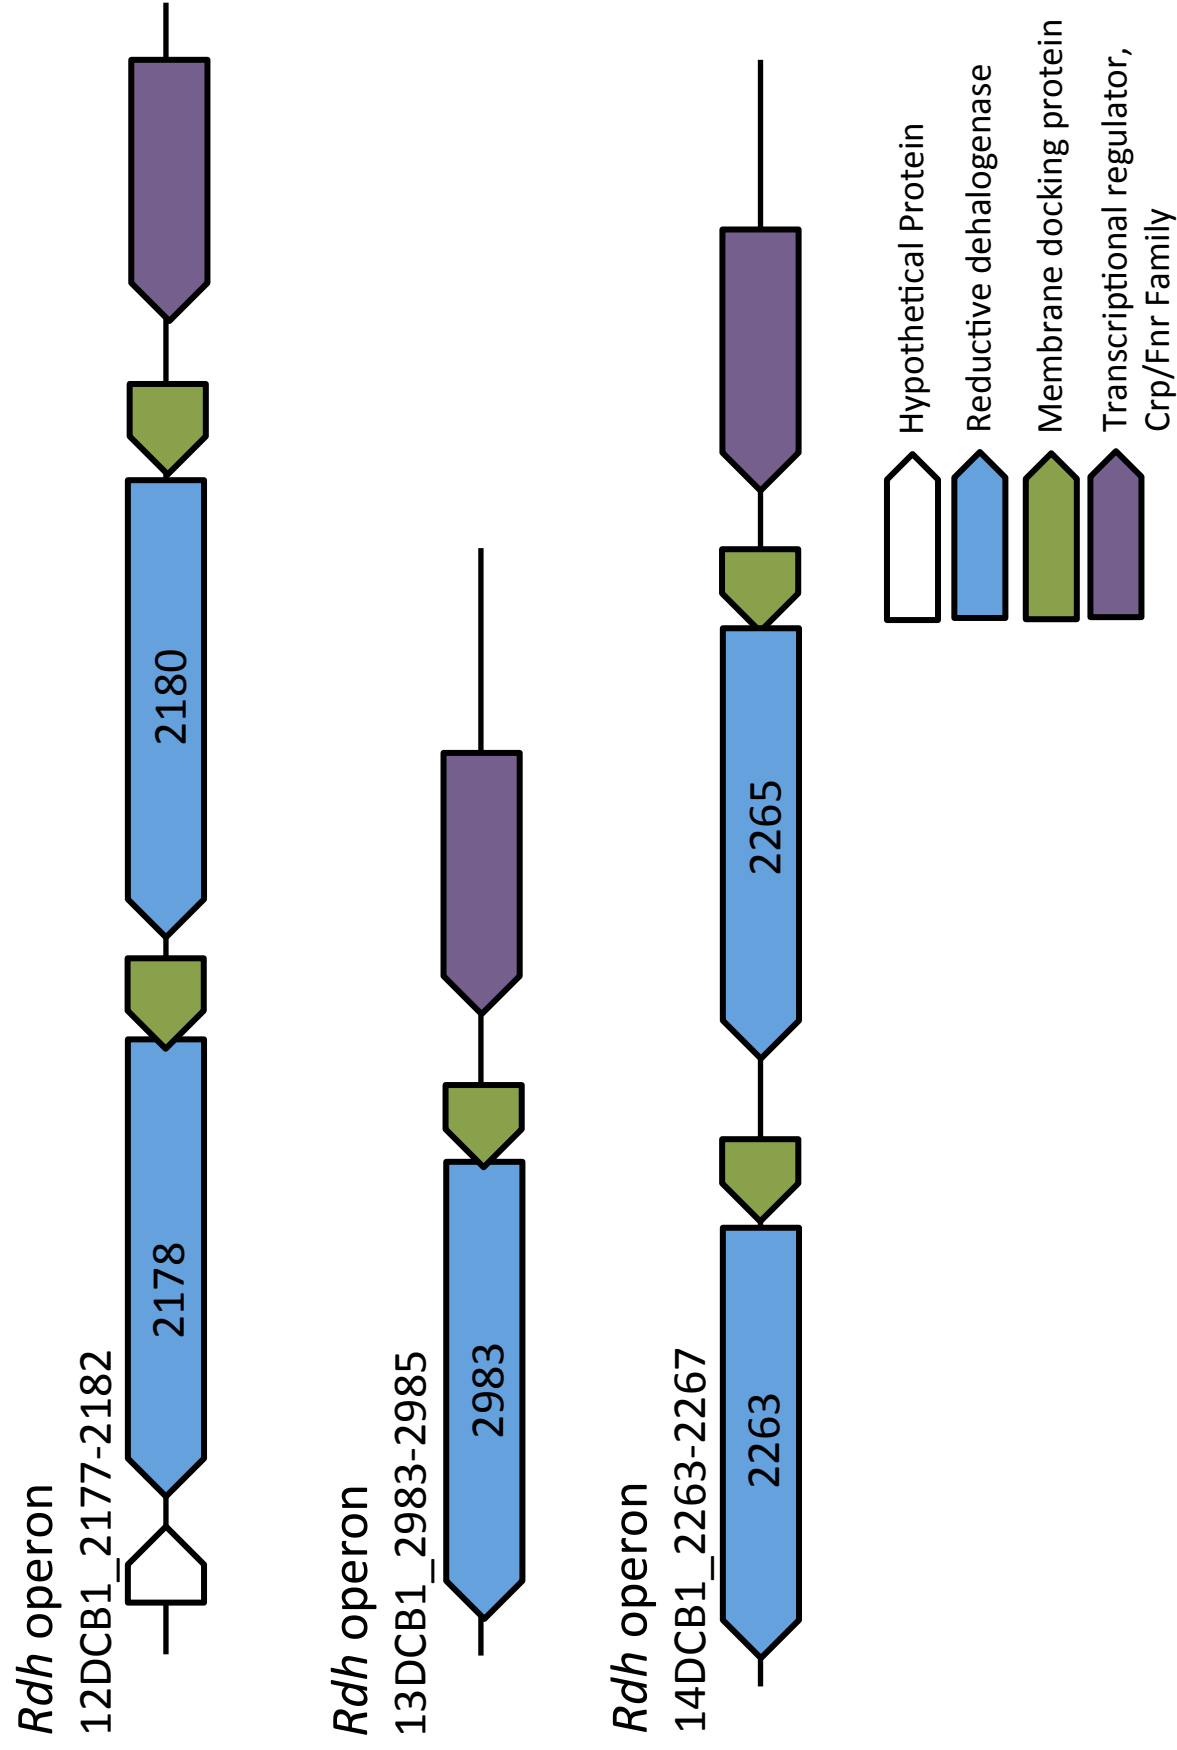 Rdh operon
12DCB1_2177-2182
2178
2180
Rdh operon
13DCB1_2983-2985
2983
Rdh operon
14DCB1_2263-2267
2263
2265
Hypothetical Protein
Reductive dehalogenase
Membrane docking protein
Transcriptional regulator,
Crp/Fnr Family